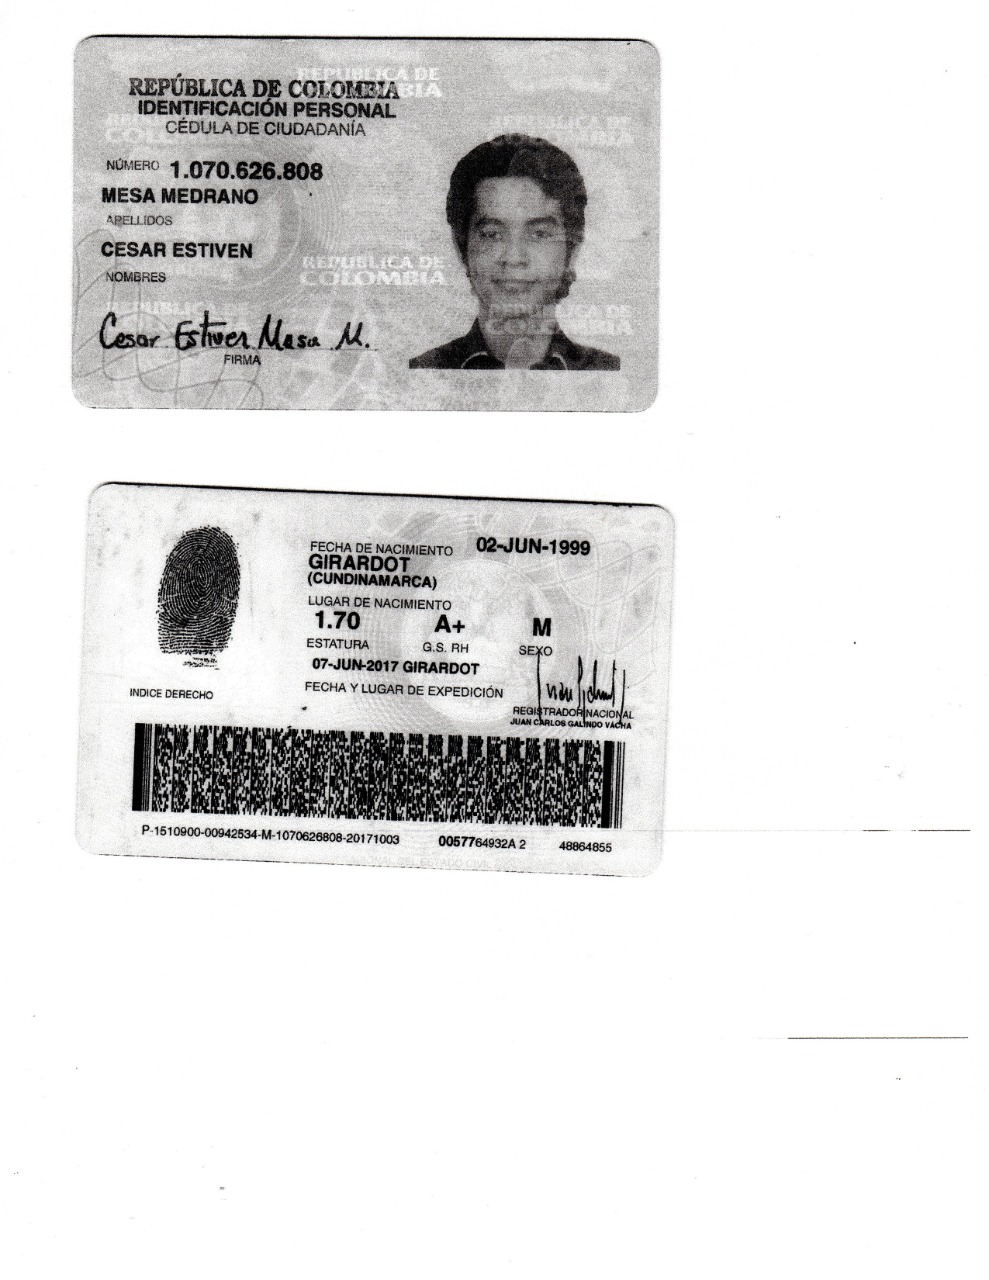 REPÚBLICA DE COLOMBIA
IDENTIFICACIÓN PERSONAL
CÉDULA DE CIUDADANÍA
NÚMERO 1.070.626.808
MESA MEDRANO
APELLIDOS
CESAR ESTIVEN
NOMBRES
REPUBLICA DE
COLOMBIA
Cesar Estiven Mesa M.
FIRMA
FECHA DE NACIMIENTO 02-JUN-1999
GIRARDOT
(CUNDINAMARCA)
LUGAR DE NACIMIENTO
1.70 A+ M
ESTATURA G.S. RH SEXO
07-JUN-2017 GIRARDOT
FECHA Y LUGAR DE EXPEDICIÓN
INDICE DERECHO
REGISTRADOR NACIONAL
JUAN CARLOS GALINDO VACHA
P-1510900-00942534-M-1070626808-20171003 0057764932A 2 48864855